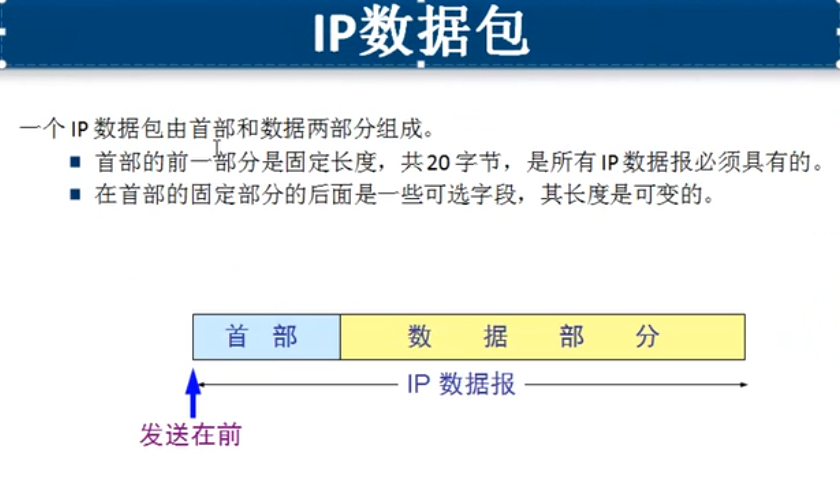 IP数据包
一个 IP 数据包由首部和数据两部分组成。
■ 首部的前一部分是固定长度，共 20 字节，是所有 IP 数据报必须具有的。
■ 在首部的固定部分的后面是一些可选字段，其长度是可变的。
首 部 数 据 部 分
IP 数据报
发送在前